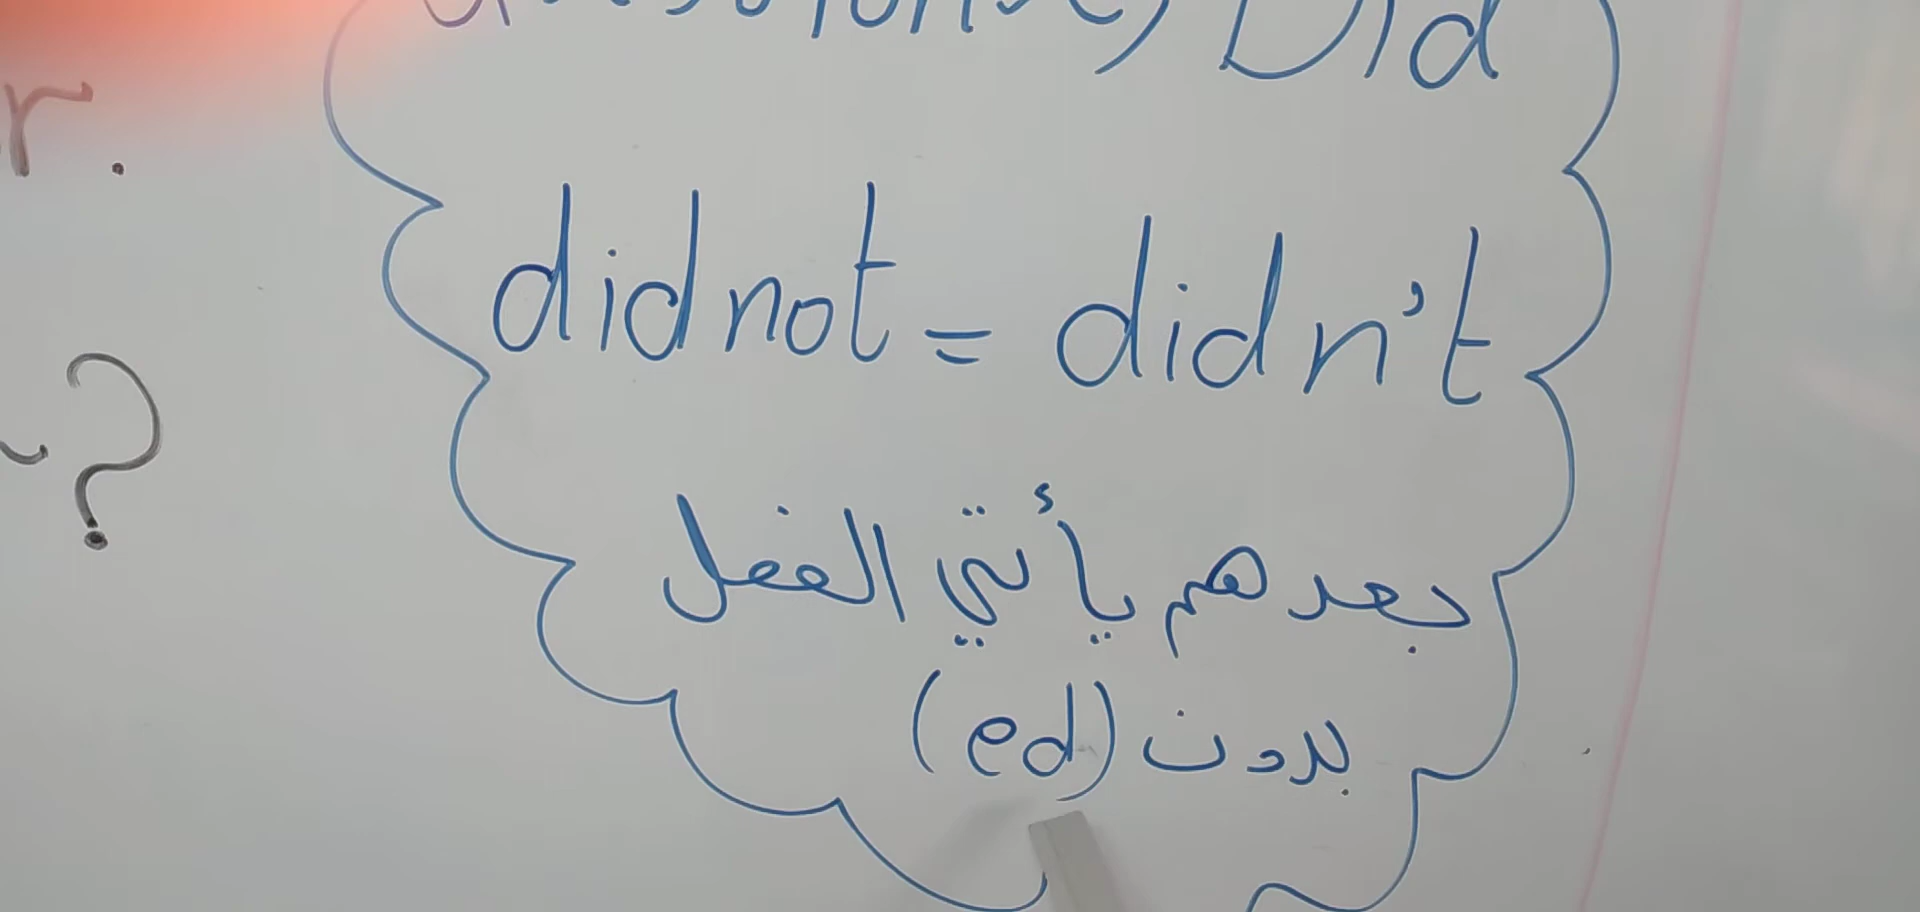 Did
r.
did not = didn't
?
بعدهم يأتي الفعل
بدون (ed)